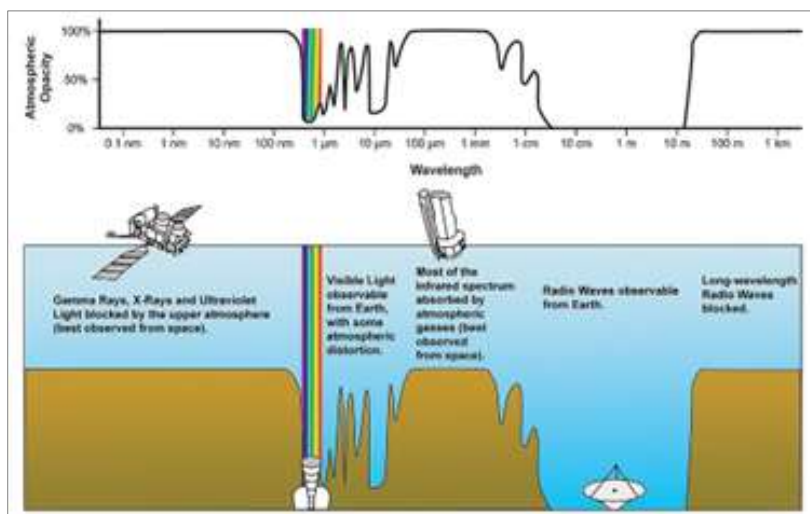 100%
Atmospheric
Opacity
50%
0%
0.1 nm 1 nm 10 nm 100 nm 1 μm 10 μm 100 μm 1 mm 1 cm 10 cm 1 m 10 m 100 m 1 km
Wavelength
Gamma Rays, X-Rays and Ultraviolet
Light blocked by the upper atmosphere
(best observed from space).
Visible Light
observable
from Earth,
with some
atmospheric
distortion.
Most of the
Infrared spectrum
absorbed by
atmospheric
gasses (best
observed
from space).
Radio Waves observable
from Earth.
Long-wavelength
Radio Waves
blocked.